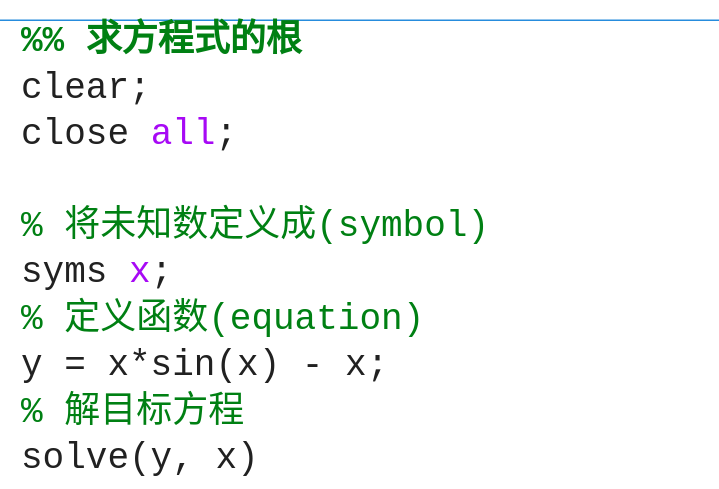 %% 求方程式的根
clear;
close all;
% 将未知数定义成(symbol)
syms x;
% 定义函数(equation)
y = x*sin(x) - x;
% 解目标方程
solve(y, x)